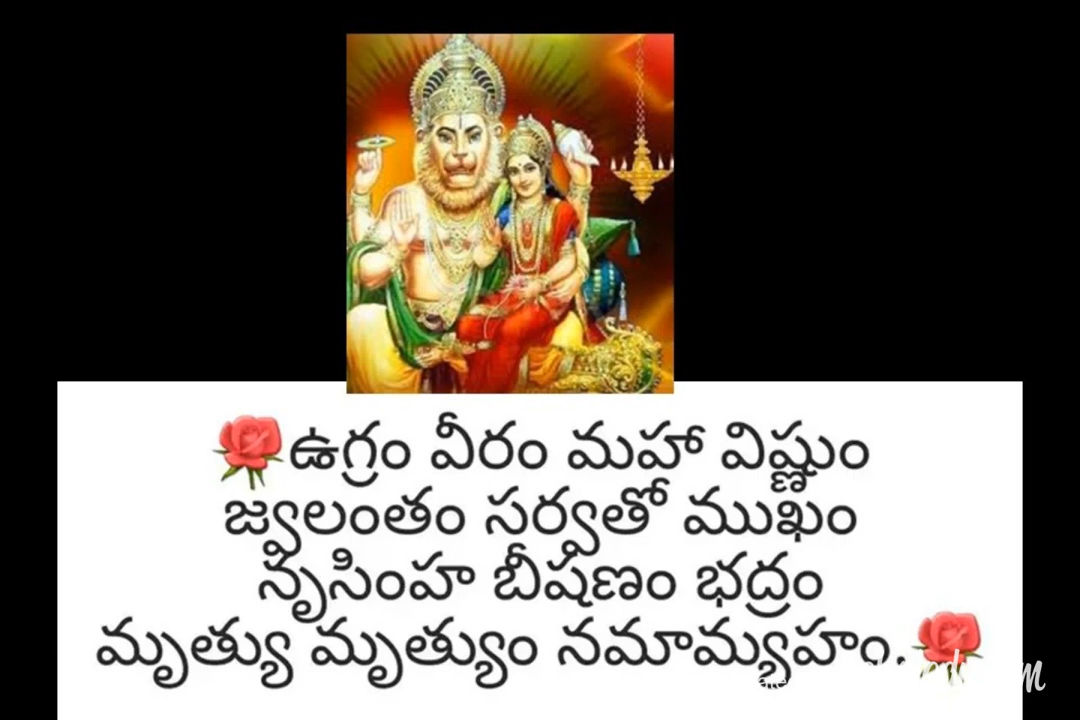 🌹ఉగ్రం వీరం మహా విష్ణుం
జ్వలంతం సర్వతో ముఖం
నృసింహ బీషణం భద్రం
మృత్యు మృత్యుం నమామ్యహం.🌹